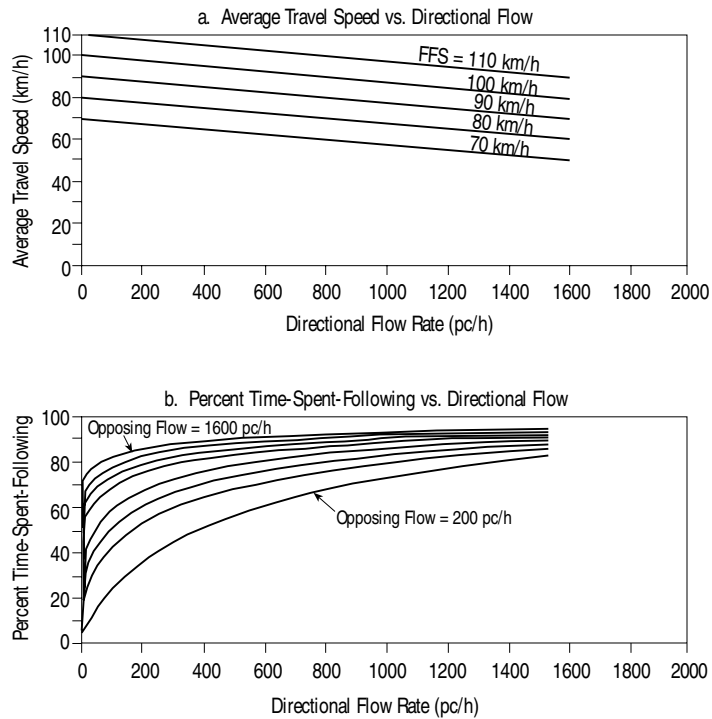 a. Average Travel Speed vs. Directional Flow
Average Travel Speed (km/h)
110
100
80
60
40
20
0
FFS = 110 km/h
100 km/h
90 km/h
80 km/h
70 km/h
0 200 400 600 800 1000 1200 1400 1600 1800 2000
Directional Flow Rate (pc/h)
b. Percent Time-Spent-Following vs. Directional Flow
Percent Time-Spent-Following
100
80
60
40
20
0
Opposing Flow = 1600 pc/h
Opposing Flow = 200 pc/h
0 200 400 600 800 1000 1200 1400 1600 1800 2000
Directional Flow Rate (pc/h)